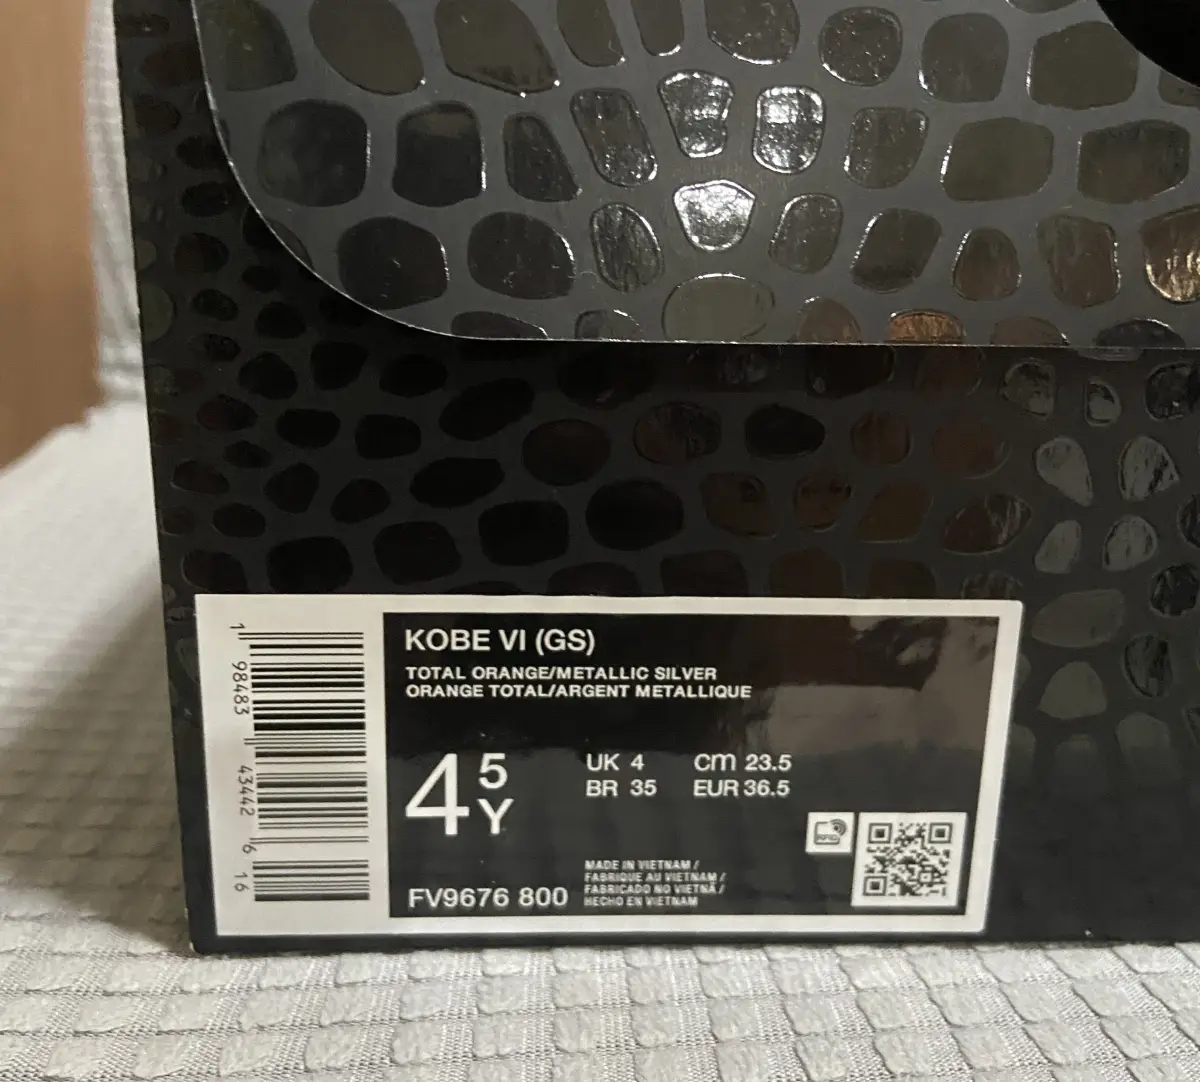 KOBE VI (GS)
TOTAL ORANGE/METALLIC SILVER
ORANGE TOTAL/ARGENT METALLIQUE
4 5 Y
UK 4 CM 23.5
BR 35 EUR 36.5
FV9676 800
MADE IN VIETNAM /
FABRIQUE AU VIETNAM /
FABRICADO NO VIETNÃ /
HECHO EN VIETNAM
RFID
1 98483 43442 6 16